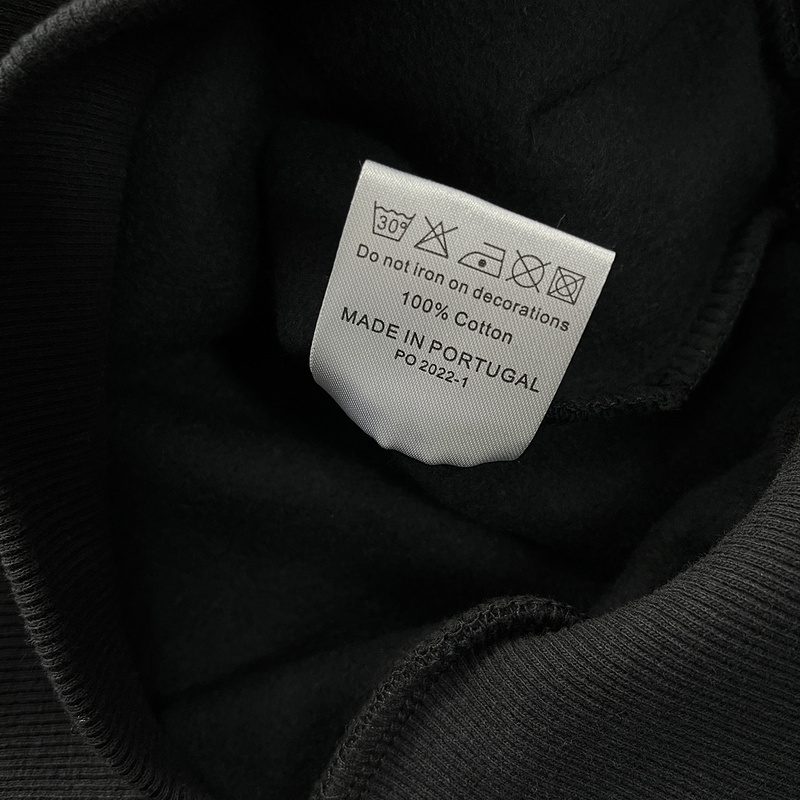 30°
Do not iron on decorations
100% Cotton
MADE IN PORTUGAL
PO 2022-1